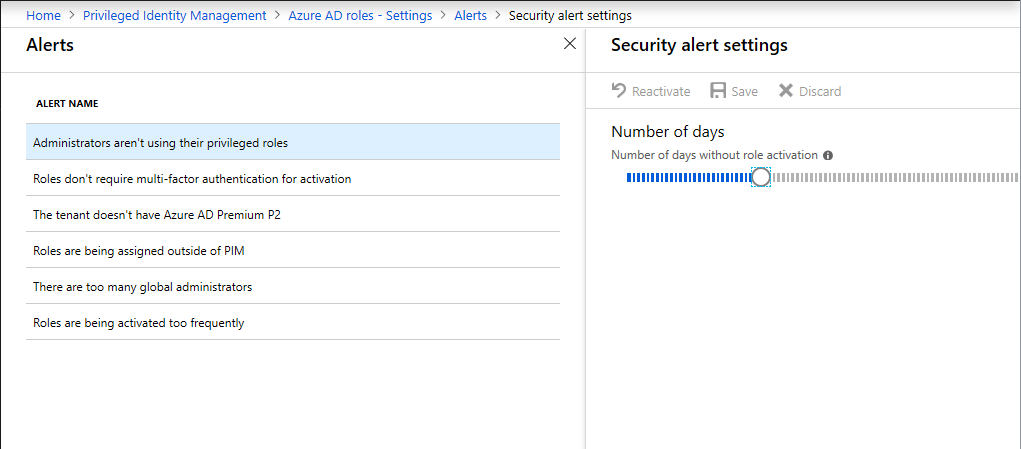 Home > Privileged Identity Management > Azure AD roles - Settings > Alerts > Security alert settings
Alerts
ALERT NAME
Administrators aren't using their privileged roles
Roles don't require multi-factor authentication for activation
The tenant doesn't have Azure AD Premium P2
Roles are being assigned outside of PIM
There are too many global administrators
Roles are being activated too frequently
Security alert settings
Reactivate Save Discard
Number of days
Number of days without role activation